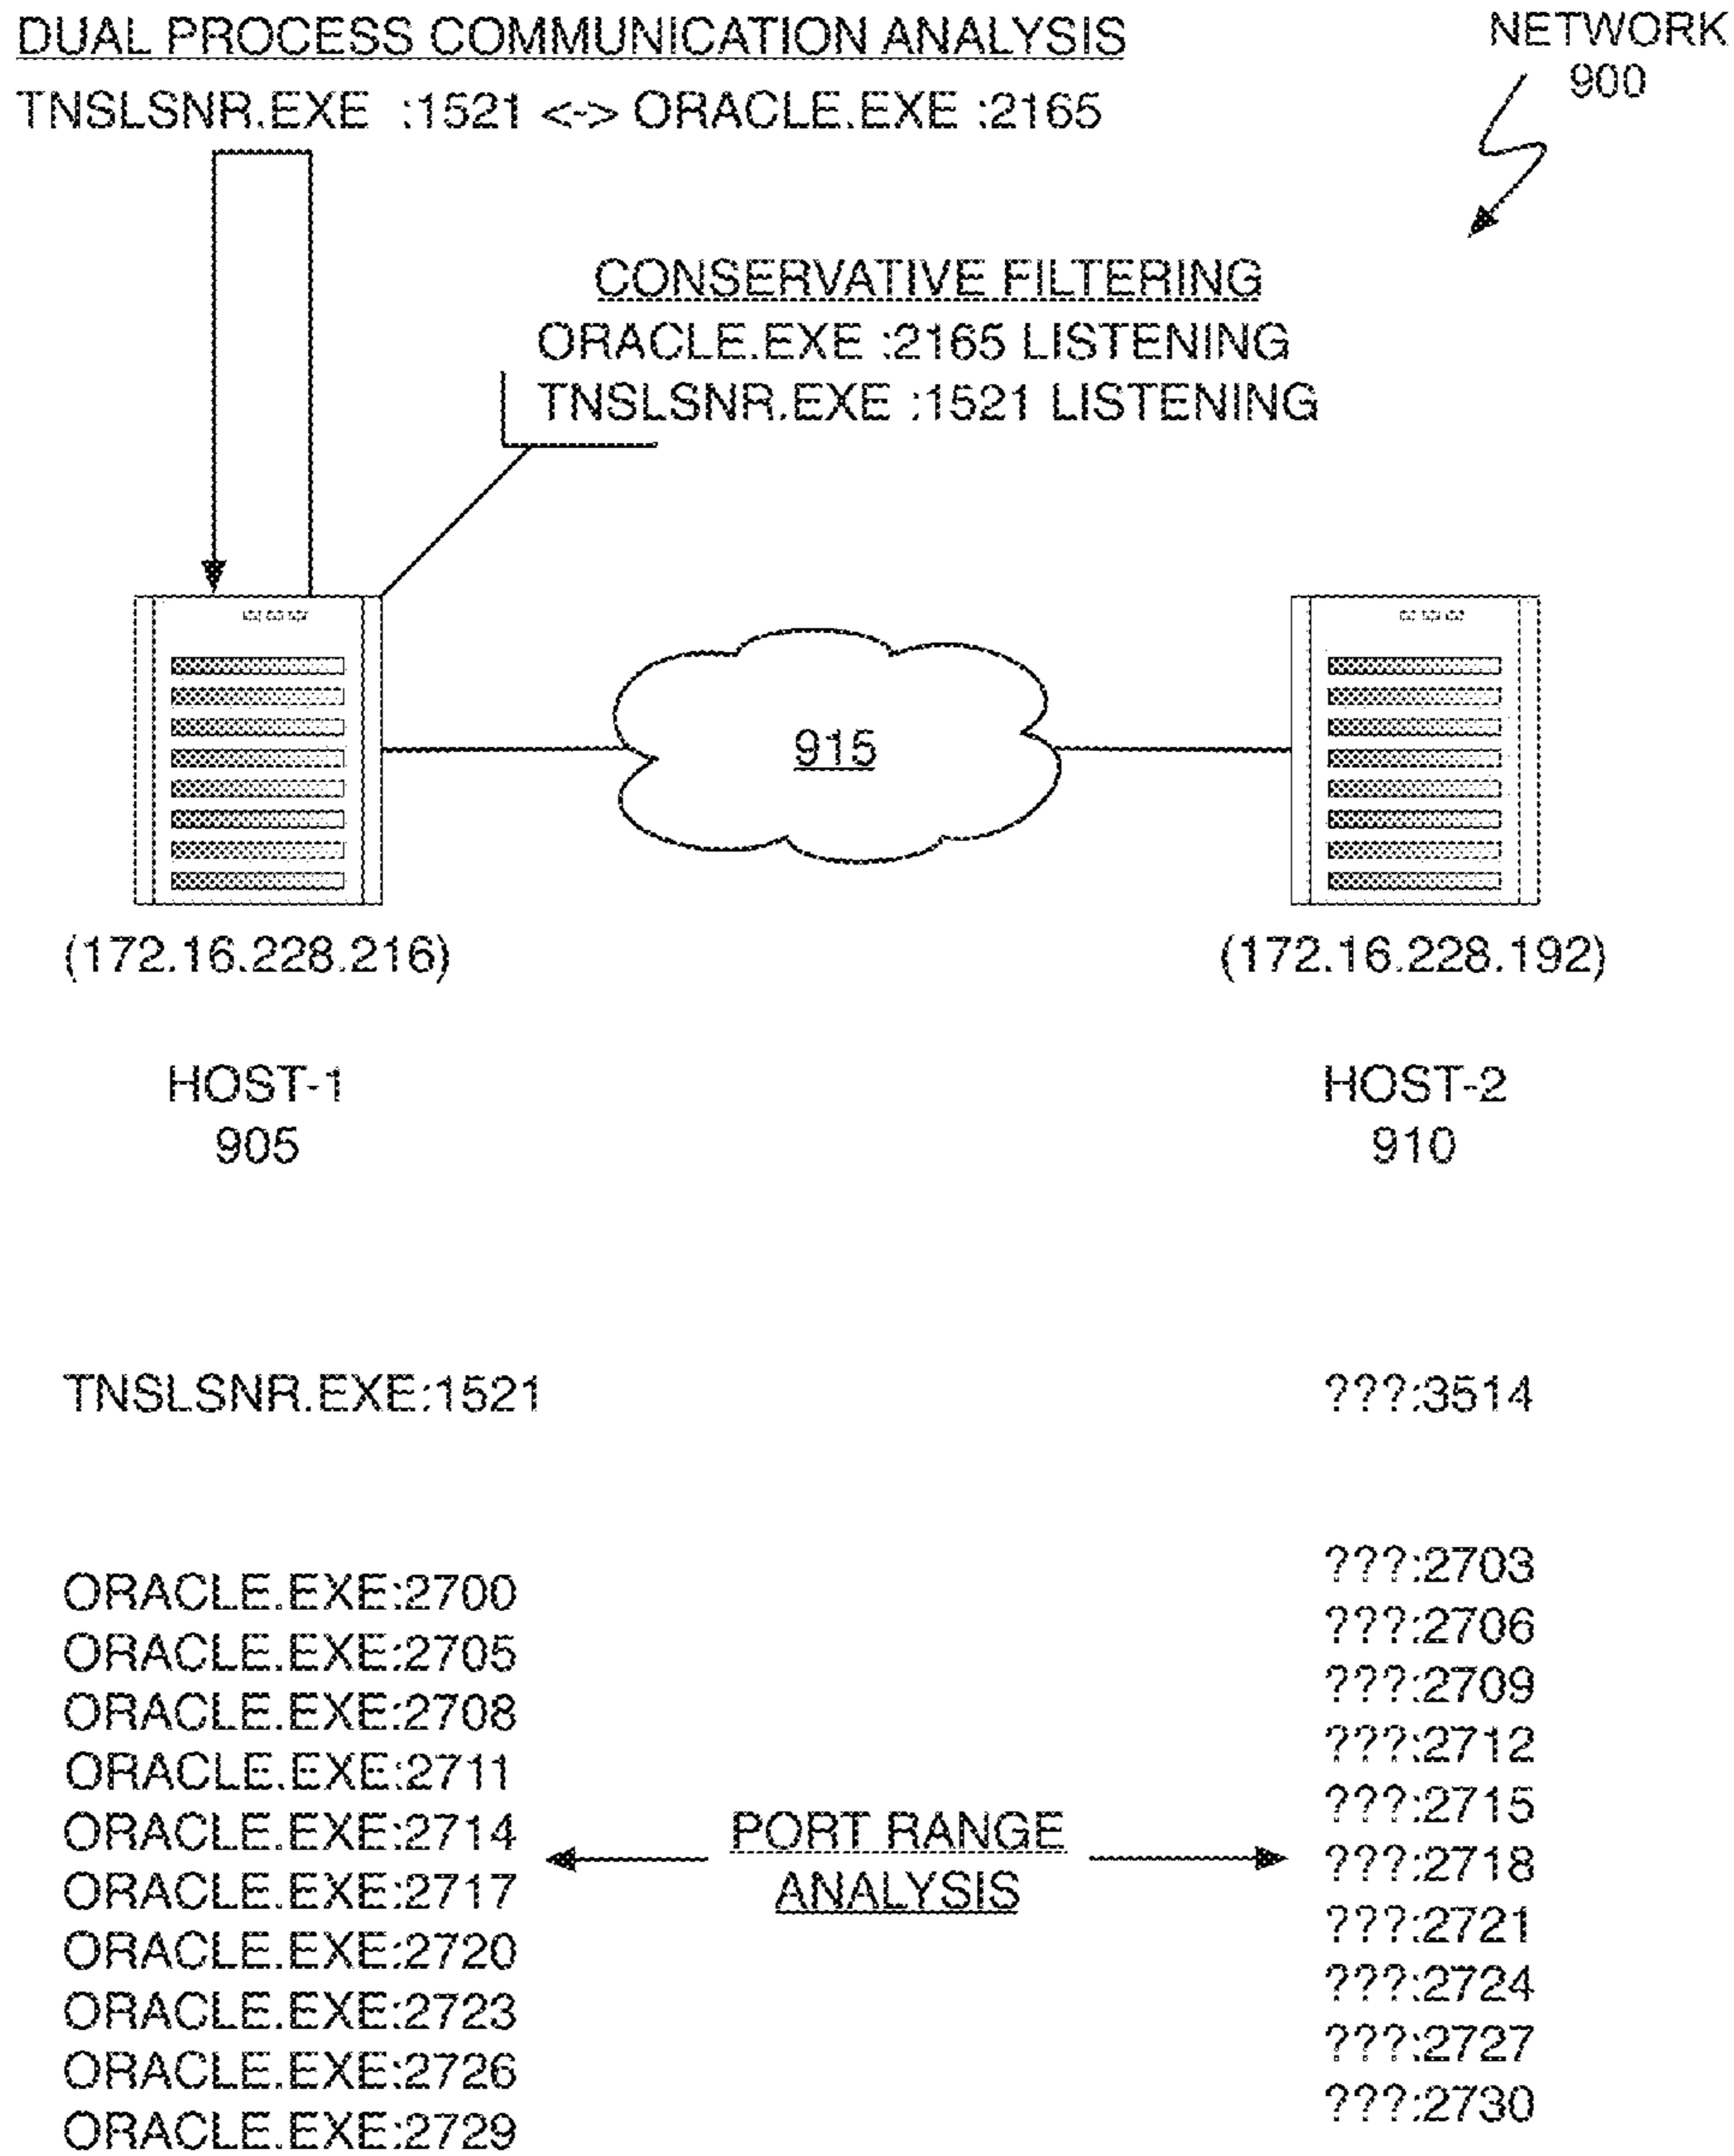 DUAL PROCESS COMMUNICATION ANALYSIS
TNSLSNR.EXE :1521 <-> ORACLE.EXE :2165
NETWORK
900
CONSERVATIVE FILTERING
ORACLE.EXE :2165 LISTENING
TNSLSNR.EXE :1521 LISTENING
915
(172.16.228.216)
(172.16.228.192)
HOST-1
905
HOST-2
910
TNSLSNR.EXE:1521
???:3514
ORACLE.EXE:2700
ORACLE.EXE:2705
ORACLE.EXE:2708
ORACLE.EXE:2711
ORACLE.EXE:2714
ORACLE.EXE:2717
ORACLE.EXE:2720
ORACLE.EXE:2723
ORACLE.EXE:2726
ORACLE.EXE:2729
PORT RANGE
ANALYSIS
???:2703
???:2706
???:2709
???:2712
???:2715
???:2718
???:2721
???:2724
???:2727
???:2730